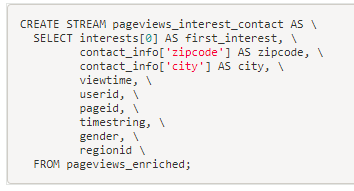 CREATE STREAM pageviews_interest_contact AS \
  SELECT interests[0] AS first_interest, \
         contact_info['zipcode'] AS zipcode, \
         contact_info['city'] AS city, \
         viewtime, \
         userid, \
         pageid, \
         timestring, \
         gender, \
         regionid \
  FROM pageviews_enriched;